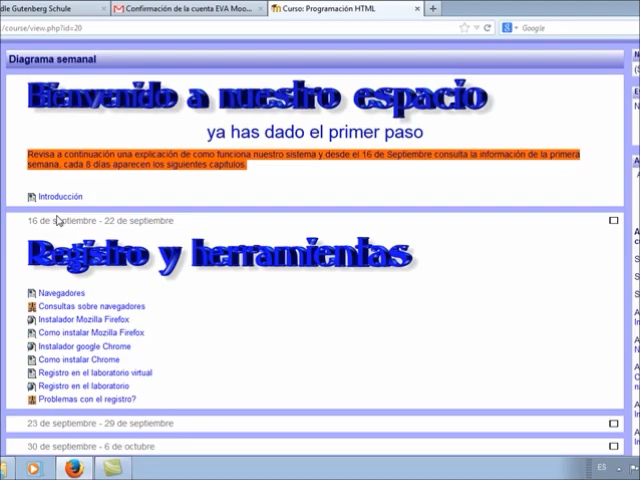 dle Gutenberg Schule
Confirmación de la cuenta EVA Moo...
Curso: Programación HTML
/course/view.php?id=20
Google
Diagrama semanal
Bienvenido a nuestro espacio
ya has dado el primer paso
Revisa a continuación una explicación de como funciona nuestro sistema y desde el 16 de Septiembre consulta la información de la primera
semana, cada 8 días aparecen los siguientes capitulos.
Introducción
16 de septiembre - 22 de septiembre
Registro y herramientas
Navegadores
Consultas sobre navegadores
Instalador Mozilla Firefox
Como instalar Mozilla Firefox
Instalador google Chrome
Como instalar Chrome
Registro en el laboratorio virtual
Registro en el laboratorio
Problemas con el registro?
23 de septiembre - 29 de septiembre
30 de septiembre - 6 de octubre
ES